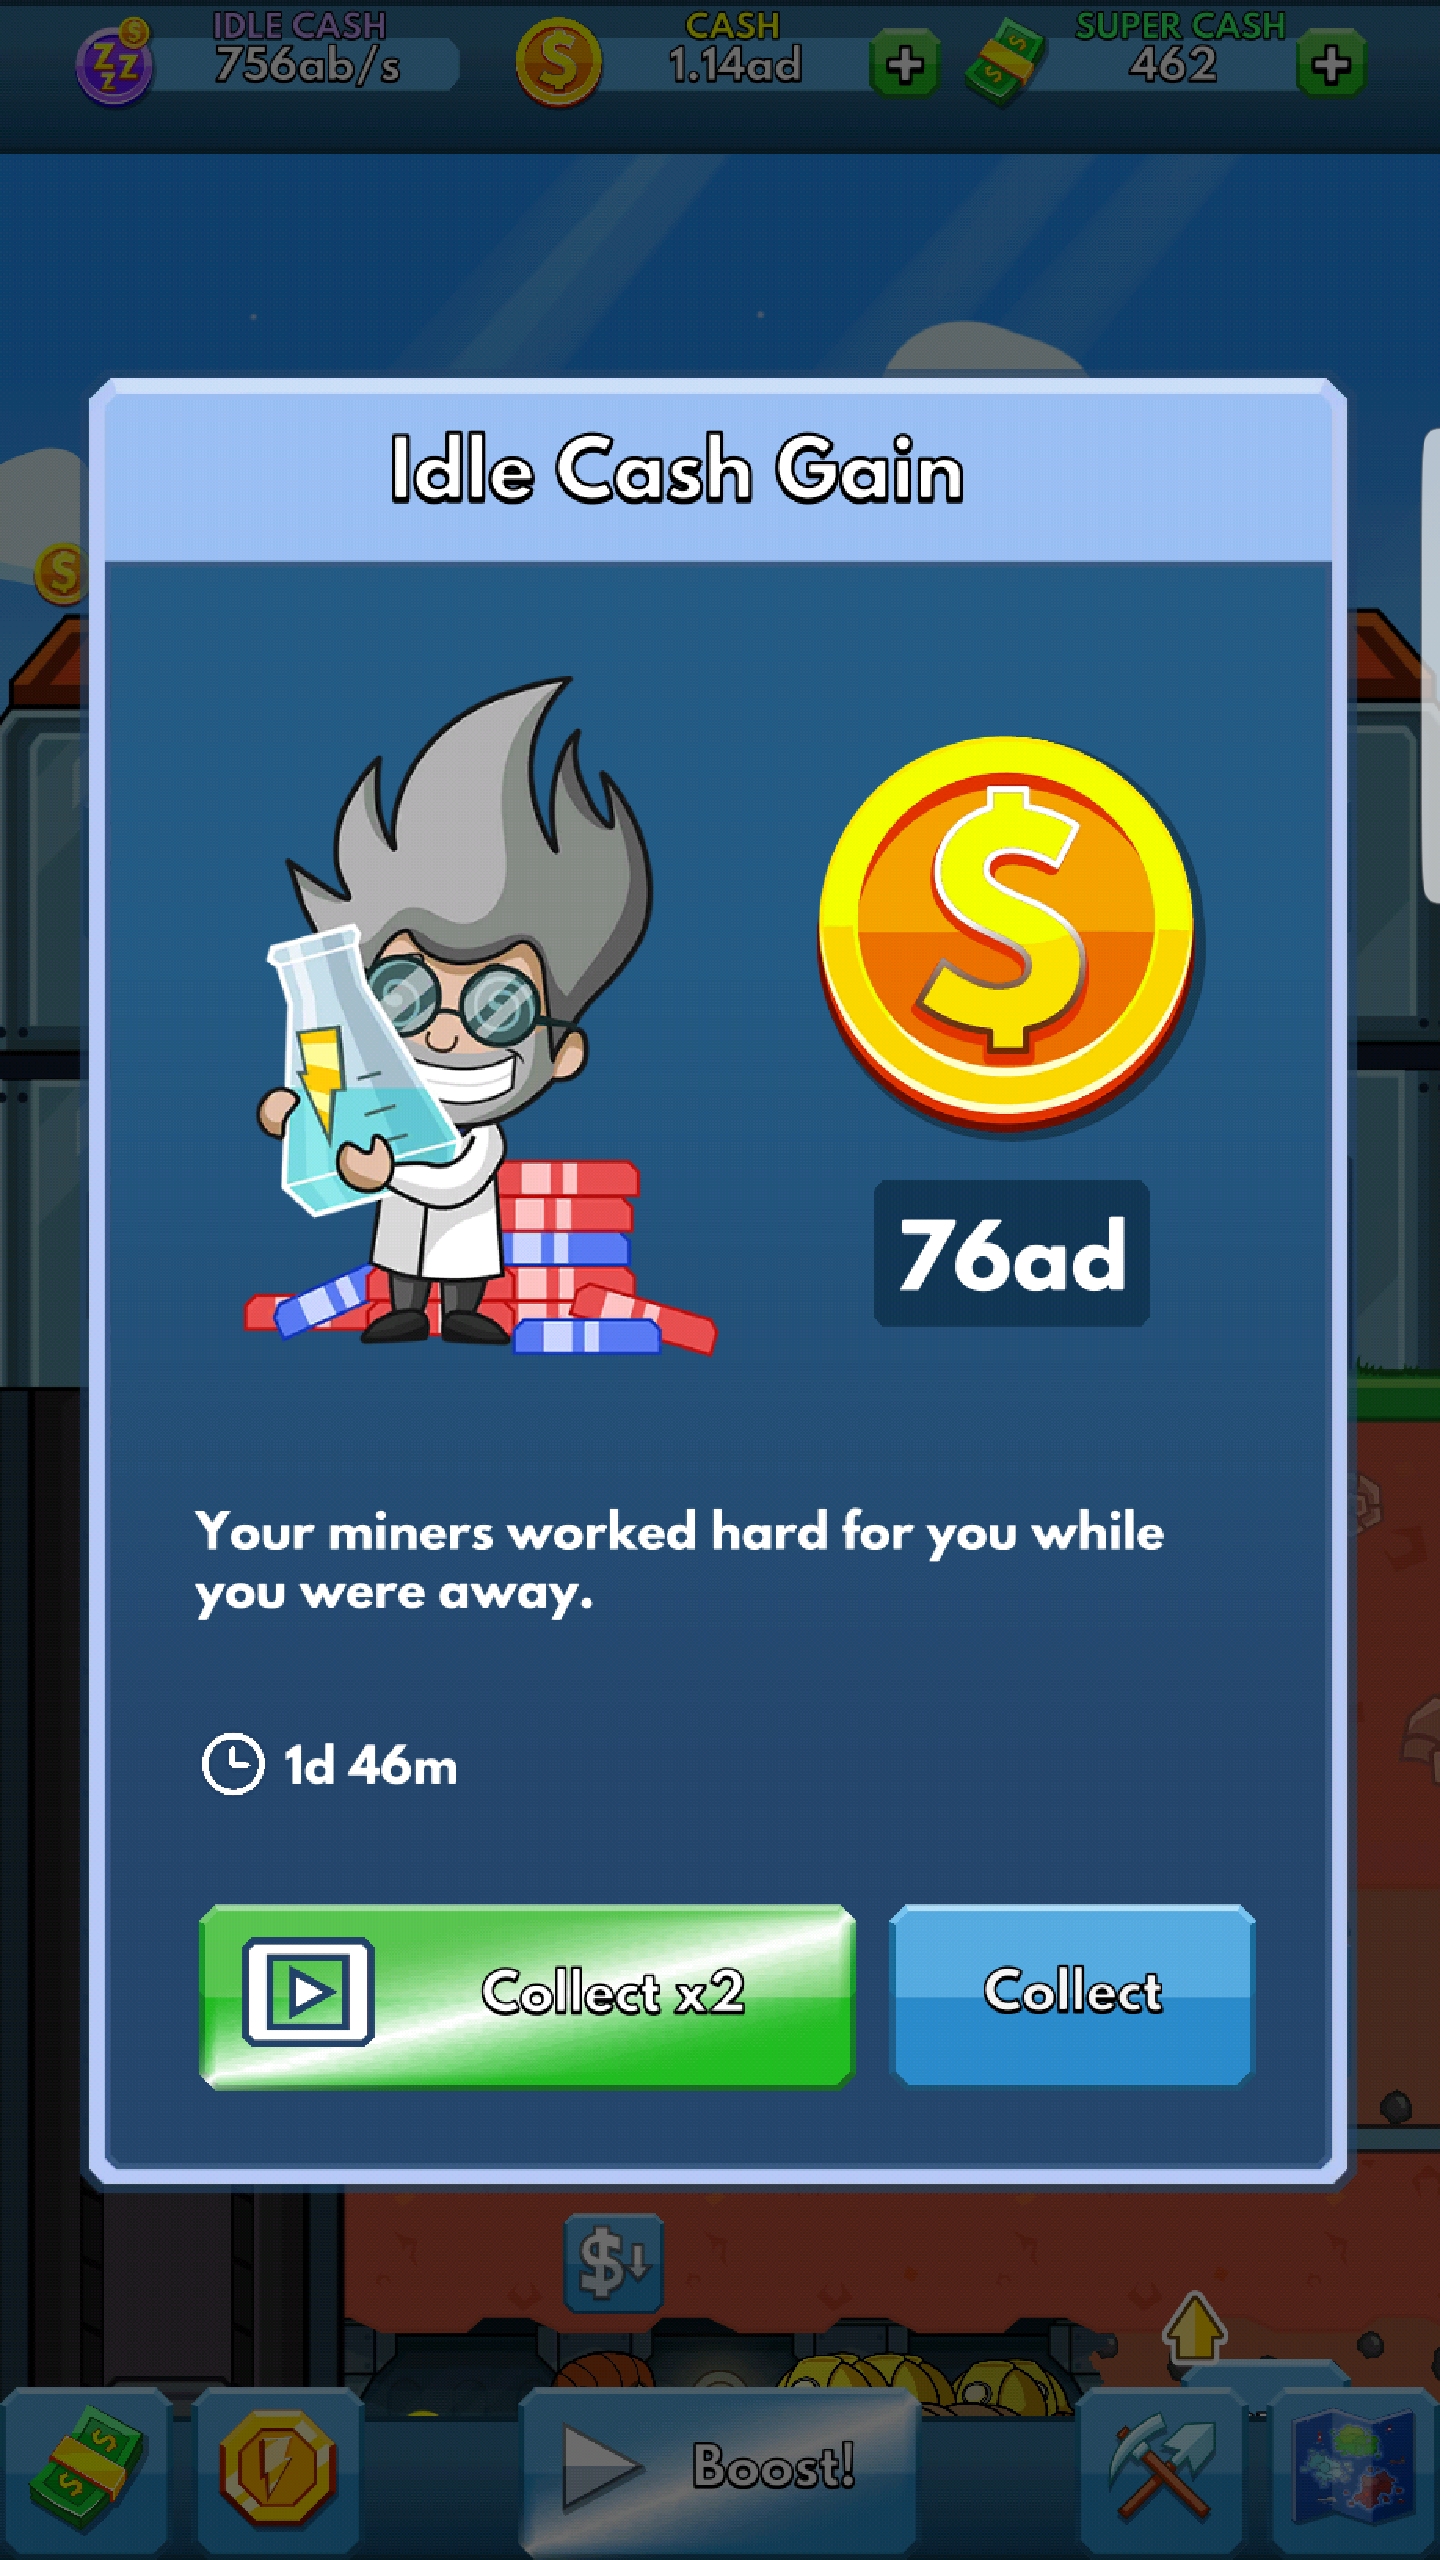 IDLE CASH
756ab/s
CASH
1.14ad
SUPER CASH
462
Idle Cash Gain
76ad
Your miners worked hard for you while
you were away.
1d 46m
Collect x2
Collect
Boost!